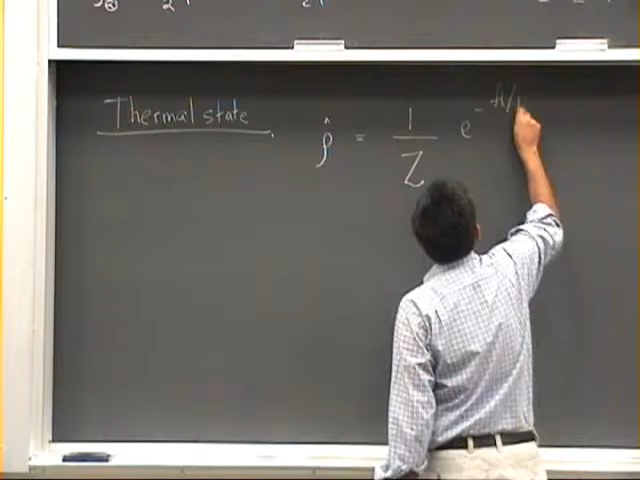 Thermal state. ρ̂ = 1/Z e^-Ĥ/